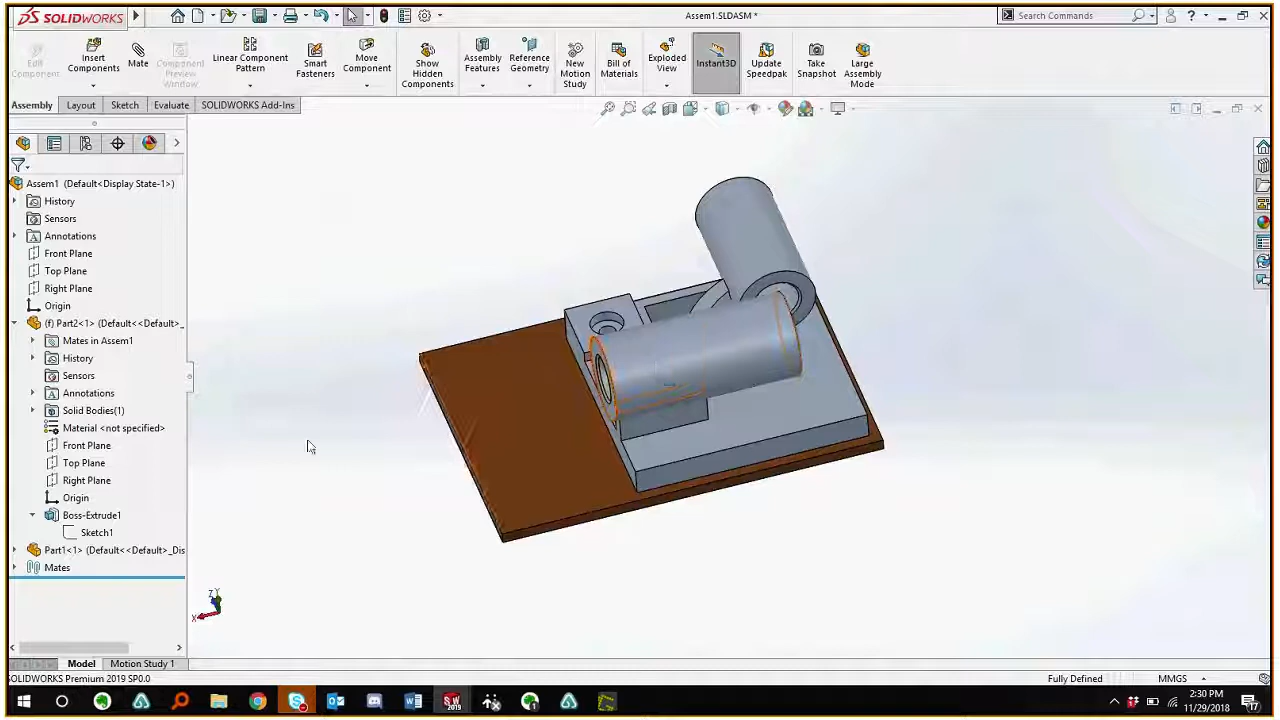 SOLIDWORKS
Assem1.SLDASM *
Search Commands
Edit Component
Insert Components
Mate
Component Preview Window
Linear Component Pattern
Smart Fasteners
Move Component
Show Hidden Components
Assembly Features
Reference Geometry
New Motion Study
Bill of Materials
Exploded View
Instant3D
Update Speedpak
Take Snapshot
Large Assembly Mode
Assembly
Layout
Sketch
Evaluate
SOLIDWORKS Add-Ins
Assem1 (Default<Display State-1>)
History
Sensors
Annotations
Front Plane
Top Plane
Right Plane
Origin
(f) Part2<1> (Default<<Default>_
Mates in Assem1
History
Sensors
Annotations
Solid Bodies(1)
Material <not specified>
Front Plane
Top Plane
Right Plane
Origin
Boss-Extrude1
Sketch1
Part1<1> (Default<<Default>_Dis
Mates
Z Y
X
Model
Motion Study 1
SOLIDWORKS Premium 2019 SP0.0
Fully Defined
MMGS
2:30 PM
11/29/2018